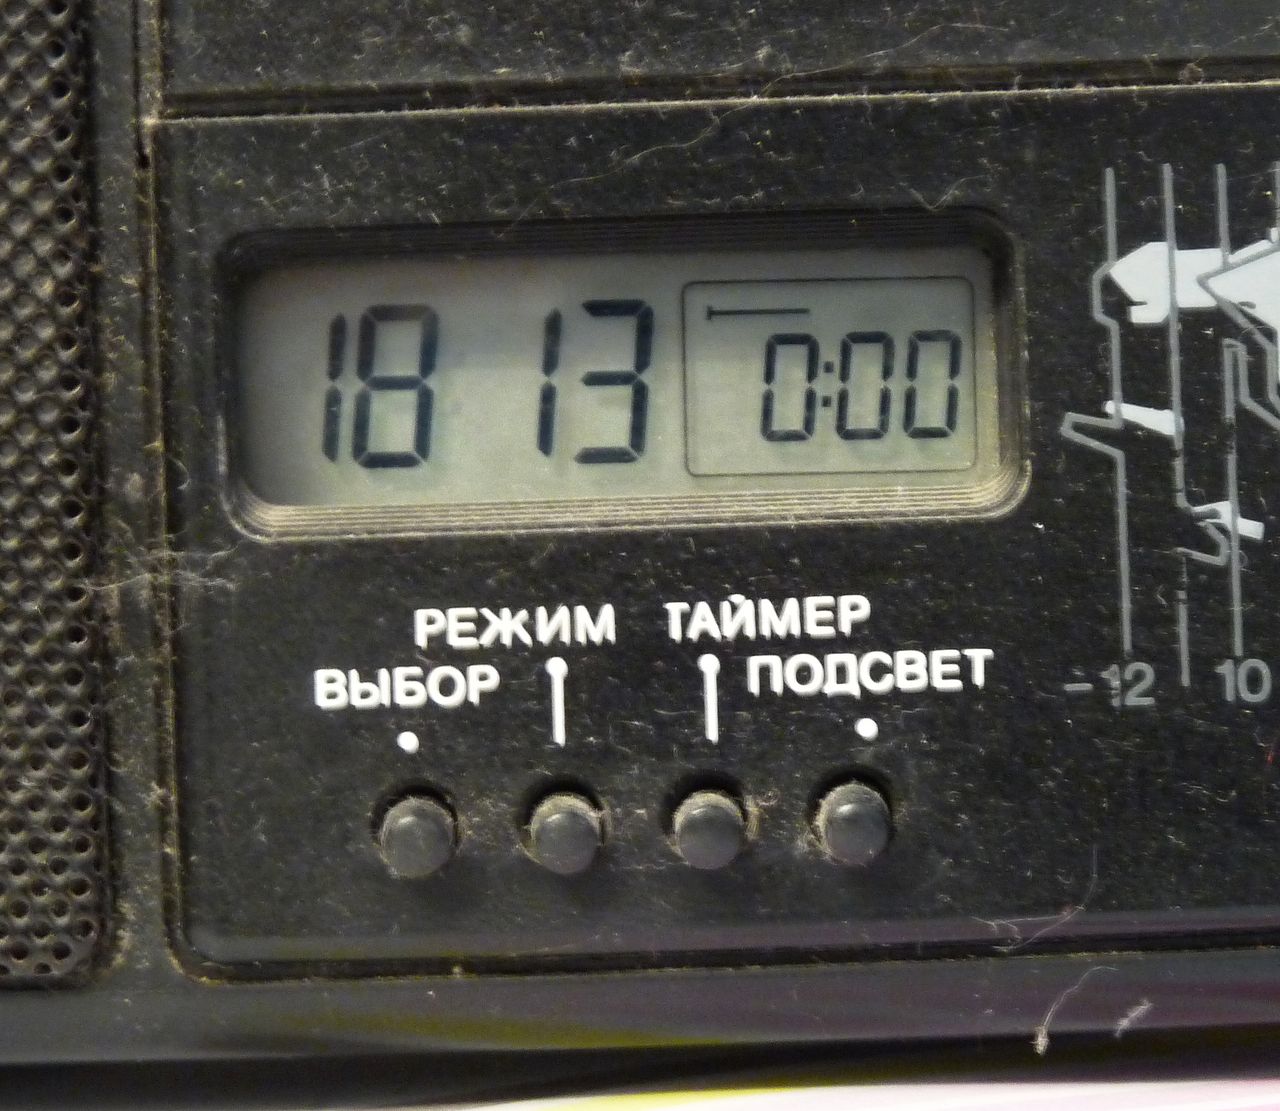 18 13 0:00
РЕЖИМ ТАЙМЕР
ВЫБОР ПОДСВЕТ
-12 10